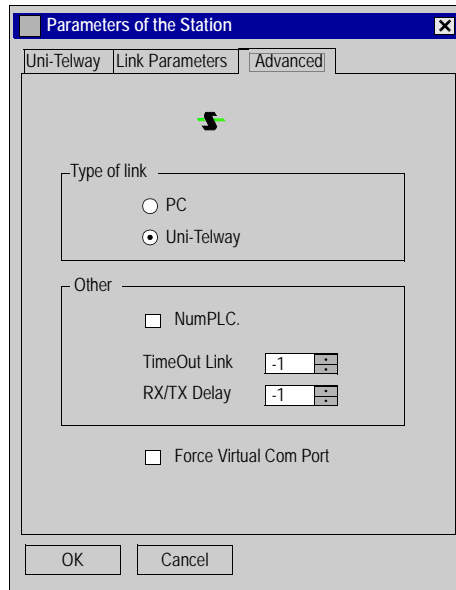 Parameters of the Station
Uni-Telway Link Parameters Advanced
Type of link
PC
Uni-Telway
Other
NumPLC.
TimeOut Link -1
RX/TX Delay -1
Force Virtual Com Port
OK Cancel